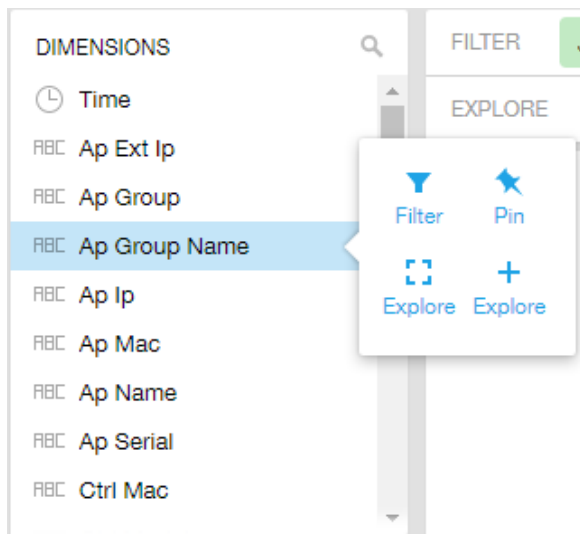 DIMENSIONS
Time
ABC Ap Ext Ip
ABC Ap Group
ABC Ap Group Name
ABC Ap Ip
ABC Ap Mac
ABC Ap Name
ABC Ap Serial
ABC Ctrl Mac
FILTER
EXPLORE
Filter Pin
Explore Explore